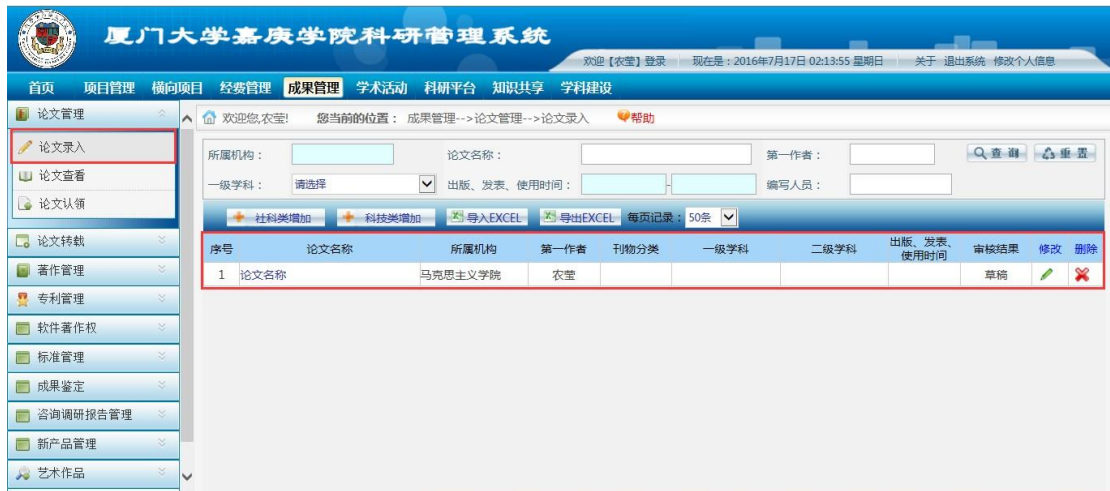 厦门大学嘉庚学院科研管理系统
欢迎【农莹】登录 现在是：2016年7月17日 02:13:55 星期日 关于 退出系统 修改个人信息
首页 项目管理 横向项目 经费管理 成果管理 学术活动 科研平台 知识共享 学科建设
论文管理
论文录入
论文查看
论文认领
论文转载
著作管理
专利管理
软件著作权
标准管理
成果鉴定
咨询调研报告管理
新产品管理
艺术作品
欢迎您,农莹! 您当前的位置： 成果管理-->论文管理-->论文录入 帮助
所属机构： 论文名称： 第一作者： 查 询 重 置
一级学科： 请选择 出版、发表、使用时间： - 编写人员：
社科类增加 科技类增加 导入EXCEL 导出EXCEL 每页记录： 50条
序号 论文名称 所属机构 第一作者 刊物分类 一级学科 二级学科 出版、发表、使用时间 审核结果 修改 删除
1 论文名称 马克思主义学院 农莹 草稿